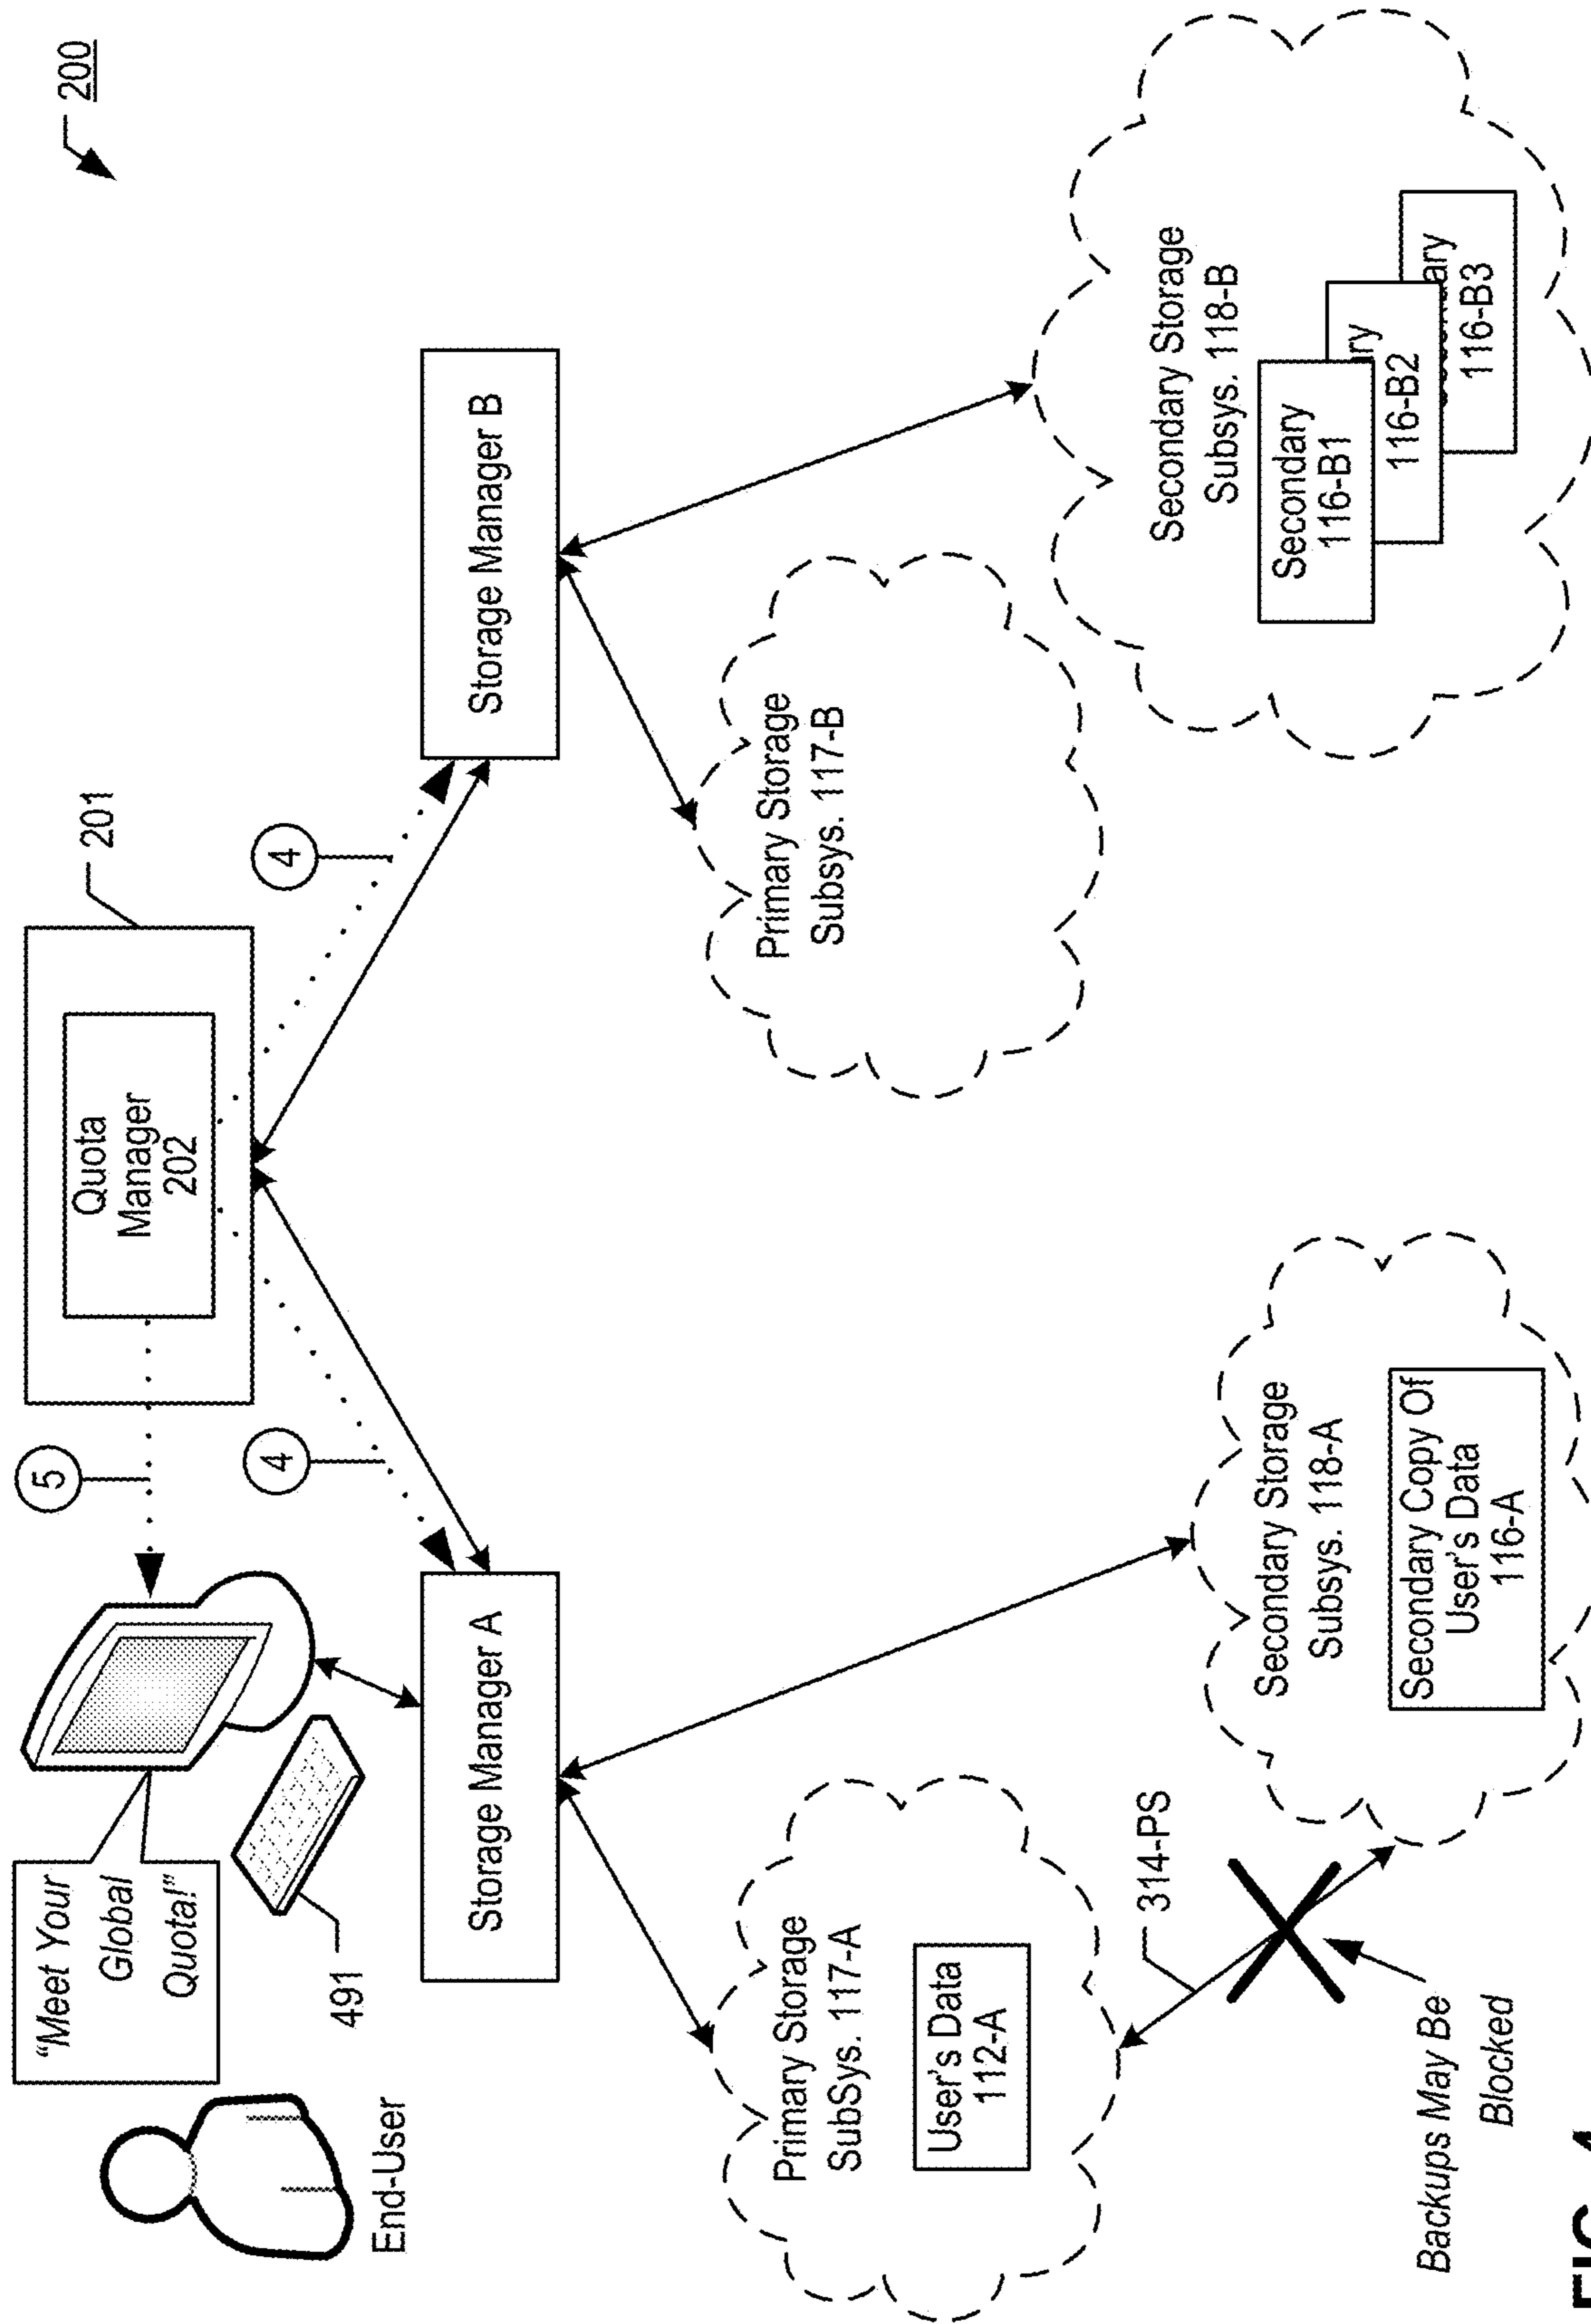 200
201
Quota
Manager
202
5
4
4
“Meet Your
Global
Quota!”
491
End-User
Storage Manager A
Storage Manager B
Primary Storage
SubSys. 117-A
User's Data
112-A
Primary Storage
Subsys. 117-B
Secondary Storage
Subsys. 118-A
Secondary Copy Of
User's Data
116-A
Secondary Storage
Subsys. 118-B
Secondary
116-B1
116-B2
116-B3
314-PS
Backups May Be
Blocked